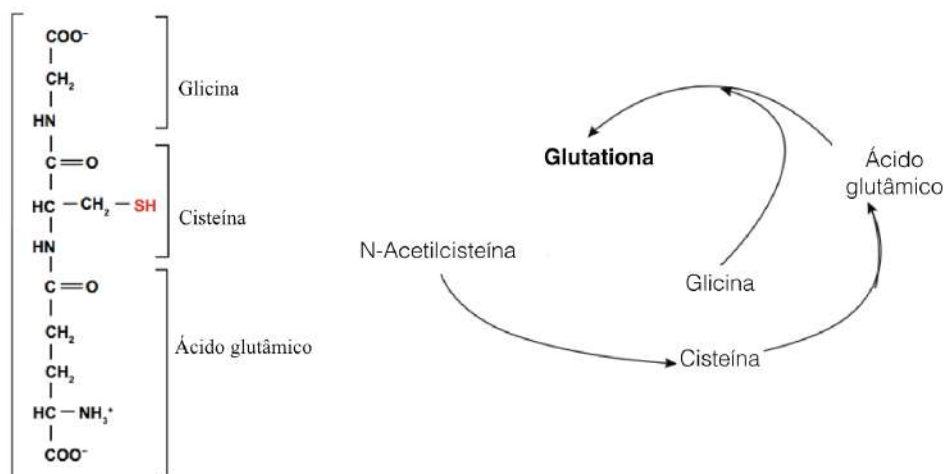 COO⁻
CH₂
HN
C=O
HC—CH₂—SH
HN
C=O
CH₂
CH₂
HC—NH₃⁺
COO⁻
Glicina
Cisteína
Ácido glutâmico
Glutationa
Ácido
glutâmico
N-Acetilcisteína
Glicina
Cisteína